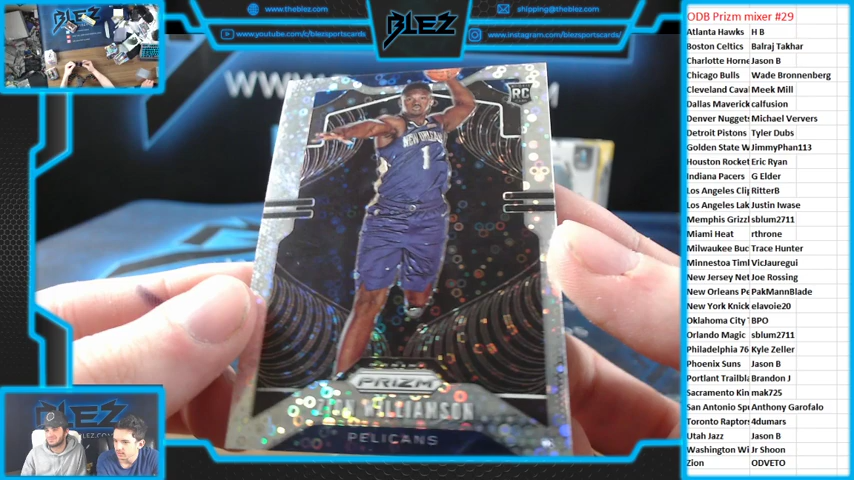 www.theblez.com
shipping@theblez.com
www.youtube.com/c/blezsportscards
www.instagram.com/blezsportscards/
BLEZ
WWW
RC
NEW ORLEANS
1
PRIZM
WILLIAMSON
PELICANS
BLEZ
ODB Prizm mixer #29
Atlanta Hawks H B
Boston Celtics Balraj Takhar
Charlotte Horne Jason B
Chicago Bulls Wade Bronnenberg
Cleveland Cava Meek Mill
Dallas Maverick calfusion
Denver Nuggets Michael Ververs
Detroit Pistons Tyler Dubs
Golden State W JimmyPhan113
Houston Rocket Eric Ryan
Indiana Pacers G Elder
Los Angeles Cli RitterB
Los Angeles Lak Justin Iwase
Memphis Grizzl sblum2711
Miami Heat rthrone
Milwaukee Buc Trace Hunter
Minnestoa Timl VicJauregui
New Jersey Net Joe Rossing
New Orleans Pe PakMannBlade
New York Knick elavoie20
Oklahoma City BPO
Orlando Magic sblum2711
Philadelphia 76 Kyle Zeller
Phoenix Suns Jason B
Portlant Trailbla Brandon J
Sacramento Kin mak725
San Antonio Spu Anthony Garofalo
Toronto Raptors 4dumars
Utah Jazz Jason B
Washington Wi Jr Shoon
Zion ODVETO